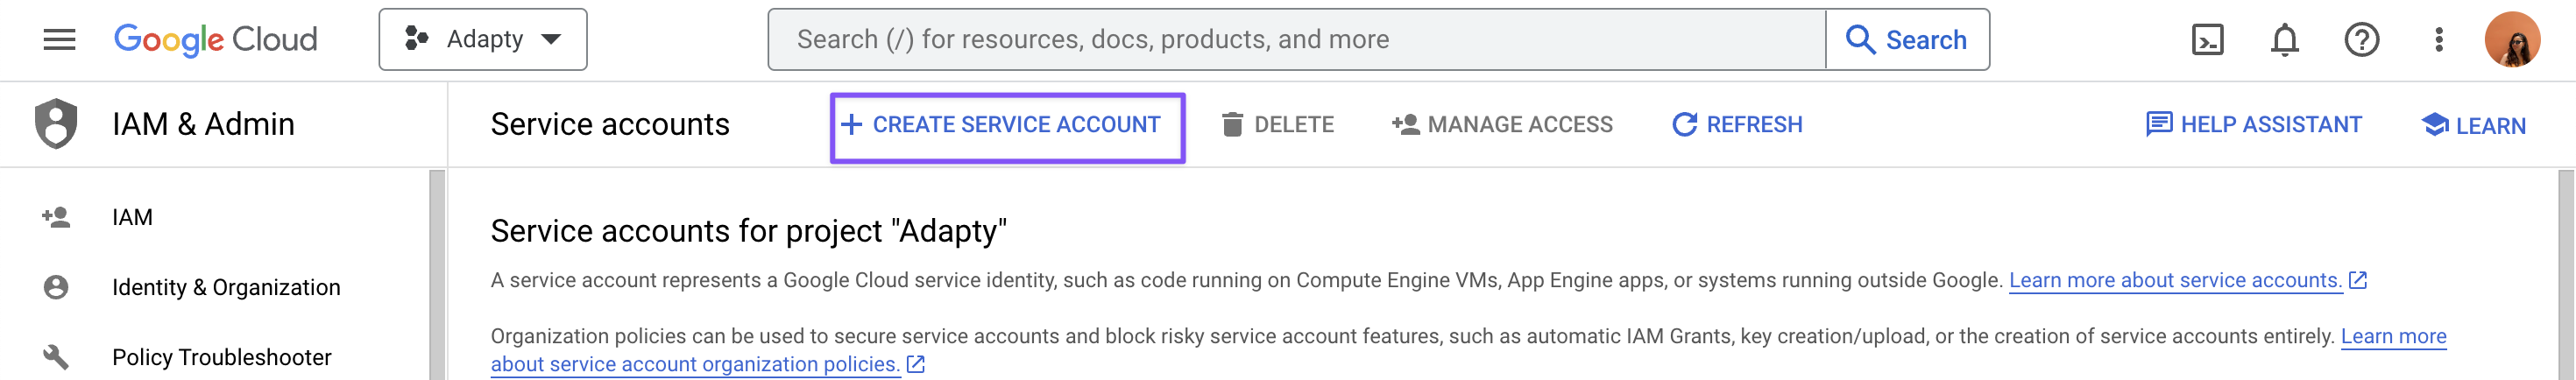 Google Cloud
Adapty
Search (/) for resources, docs, products, and more
Search
IAM & Admin
Service accounts
CREATE SERVICE ACCOUNT
DELETE
MANAGE ACCESS
REFRESH
HELP ASSISTANT
LEARN
IAM
Identity & Organization
Policy Troubleshooter
Service accounts for project "Adapty"
A service account represents a Google Cloud service identity, such as code running on Compute Engine VMs, App Engine apps, or systems running outside Google. Learn more about service accounts.
Organization policies can be used to secure service accounts and block risky service account features, such as automatic IAM Grants, key creation/upload, or the creation of service accounts entirely. Learn more
about service account organization policies.